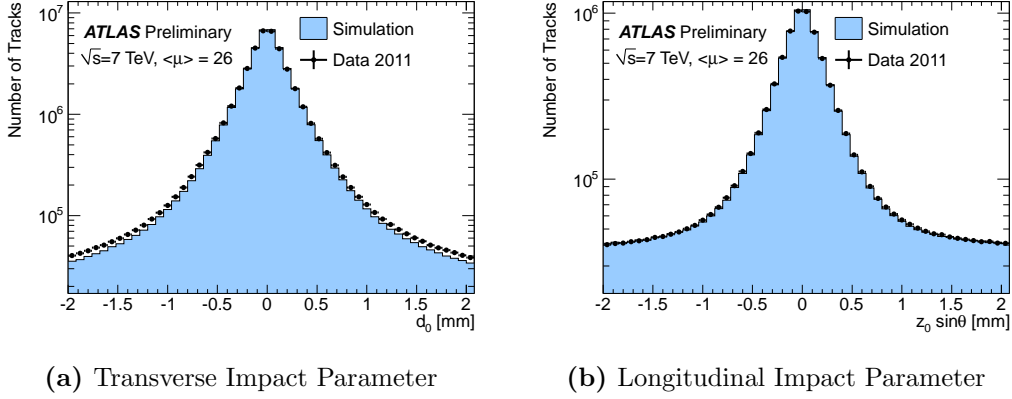 Number of Tracks
10^7
10^6
10^5
ATLAS Preliminary
√s=7 TeV, <μ> = 26
Simulation
Data 2011
-2 -1.5 -1 -0.5 0 0.5 1 1.5 2
d_0 [mm]
(a) Transverse Impact Parameter
Number of Tracks
10^6
10^5
ATLAS Preliminary
√s=7 TeV, <μ> = 26
Simulation
Data 2011
-2 -1.5 -1 -0.5 0 0.5 1 1.5 2
z_0 sinθ [mm]
(b) Longitudinal Impact Parameter